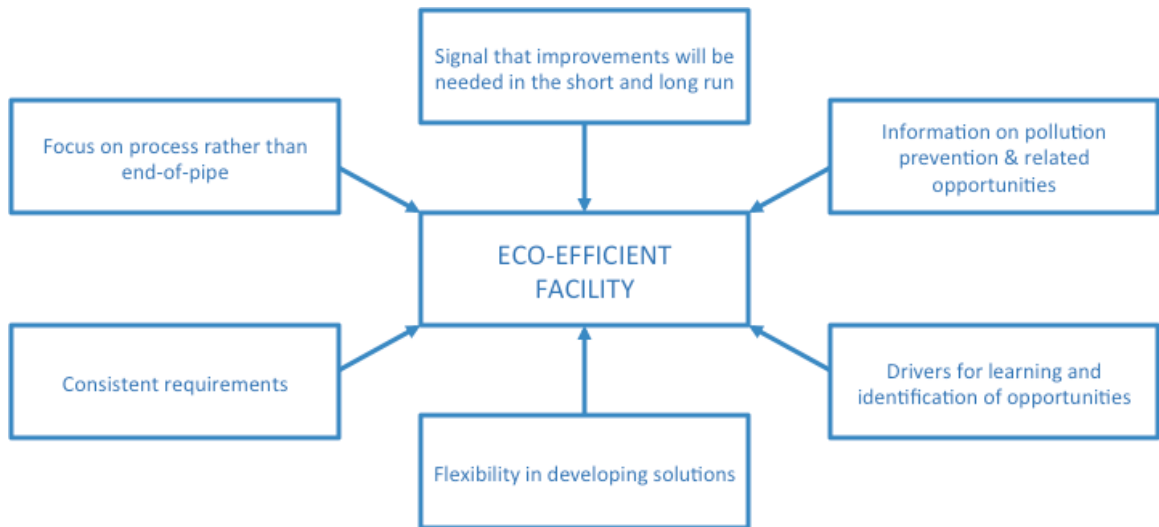 Signal that improvements will be
needed in the short and long run
Focus on process rather than
end-of-pipe
Information on pollution
prevention & related
opportunities
ECO-EFFICIENT
FACILITY
Consistent requirements
Drivers for learning and
identification of opportunities
Flexibility in developing solutions